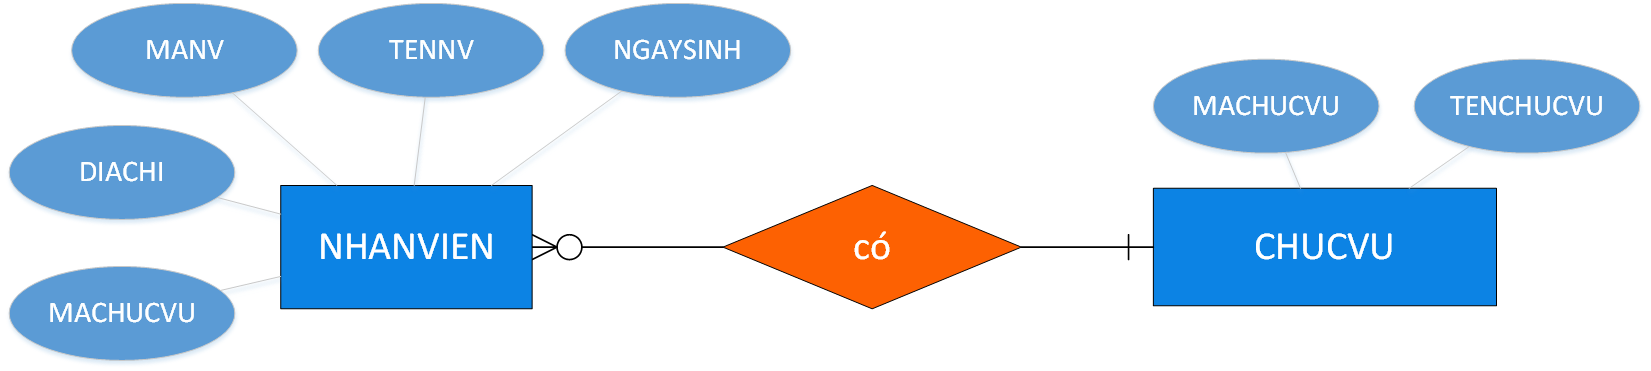 MANV
TENNV
NGAYSINH
MACHUCVU
TENCHUCVU
DIACHI
NHANVIEN
có
CHUCVU
MACHUCVU